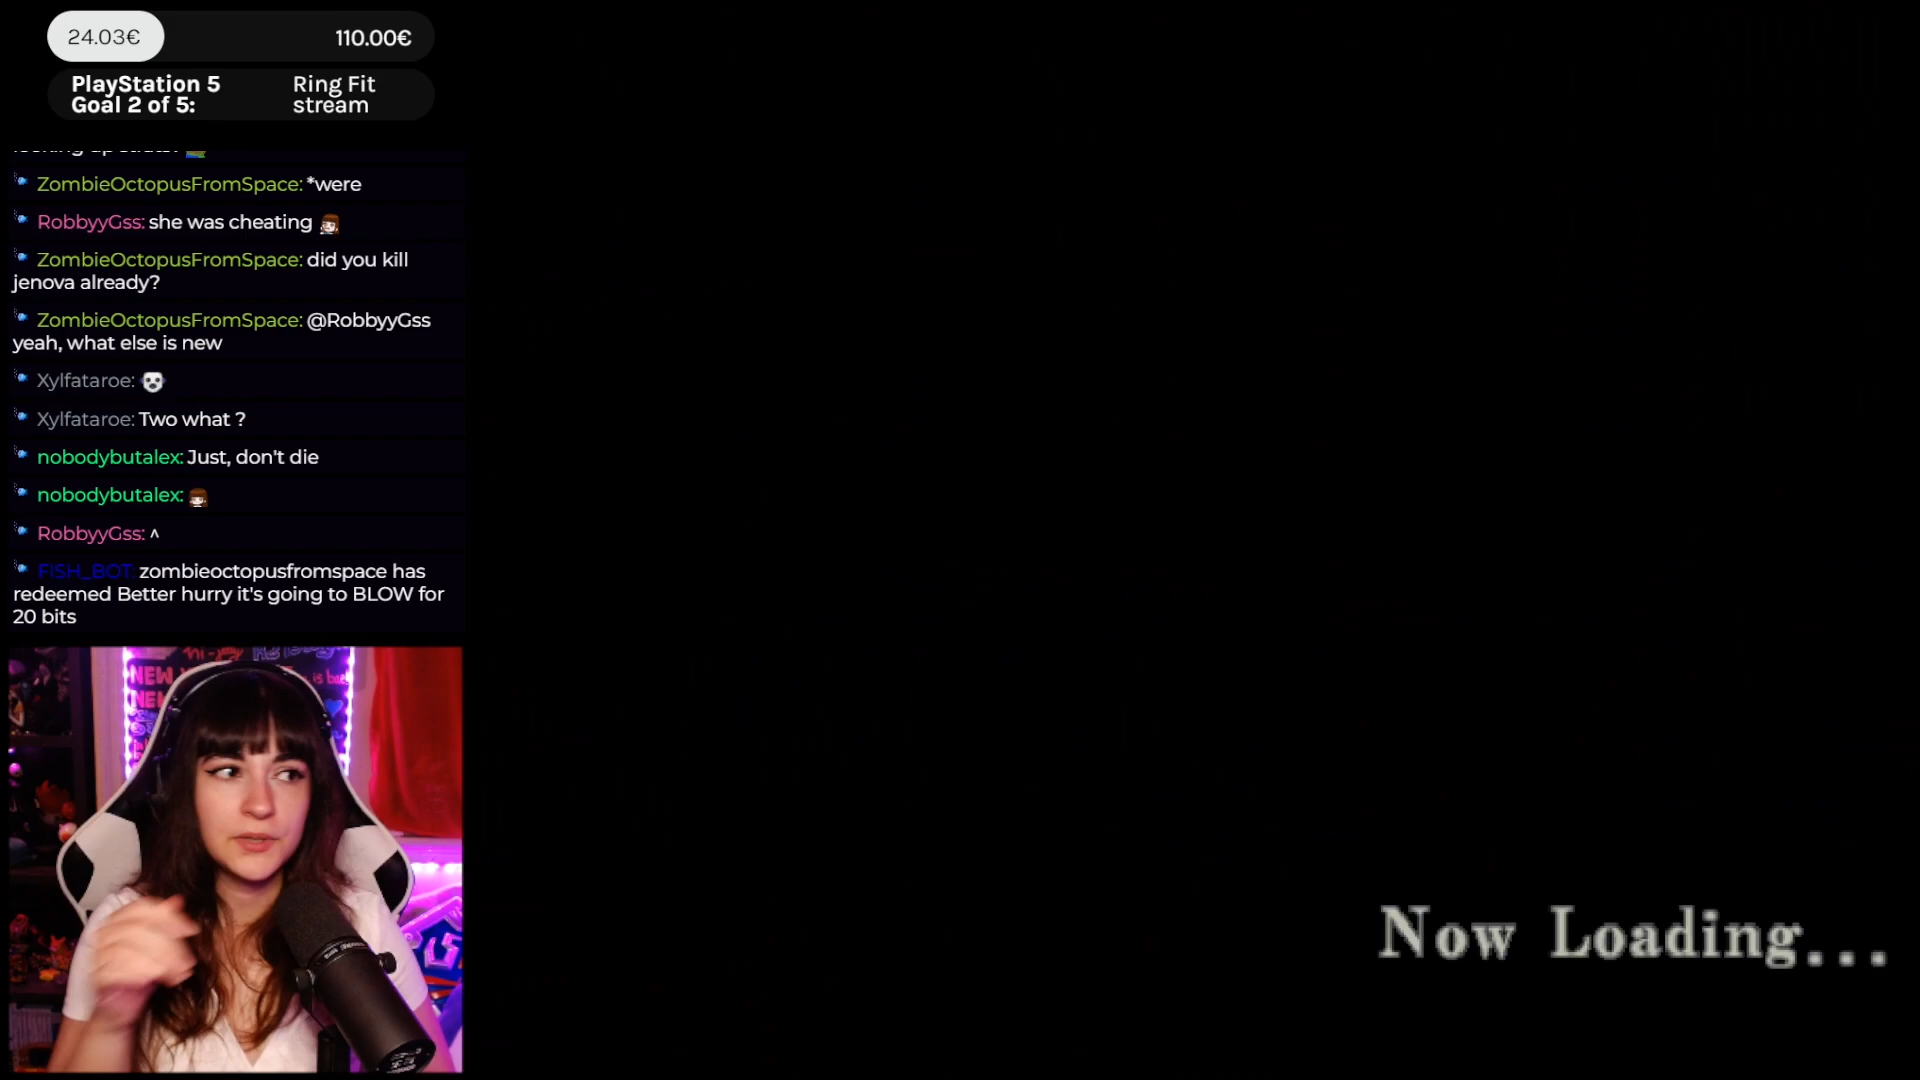 24.03€ 110.00€
PlayStation 5 Ring Fit
Goal 2 of 5: stream
ZombieOctopusFromSpace: *were
RobbyyGss: she was cheating
ZombieOctopusFromSpace: did you kill
jenova already?
ZombieOctopusFromSpace: @RobbyyGss
yeah, what else is new
Xylfataroe:
Xylfataroe: Two what ?
nobodybutalex: Just, don't die
nobodybutalex:
RobbyyGss: ^
FISH_BOT: zombieoctopusfromspace has
redeemed Better hurry it's going to BLOW for
20 bits
NEW
is bac
Now Loading...